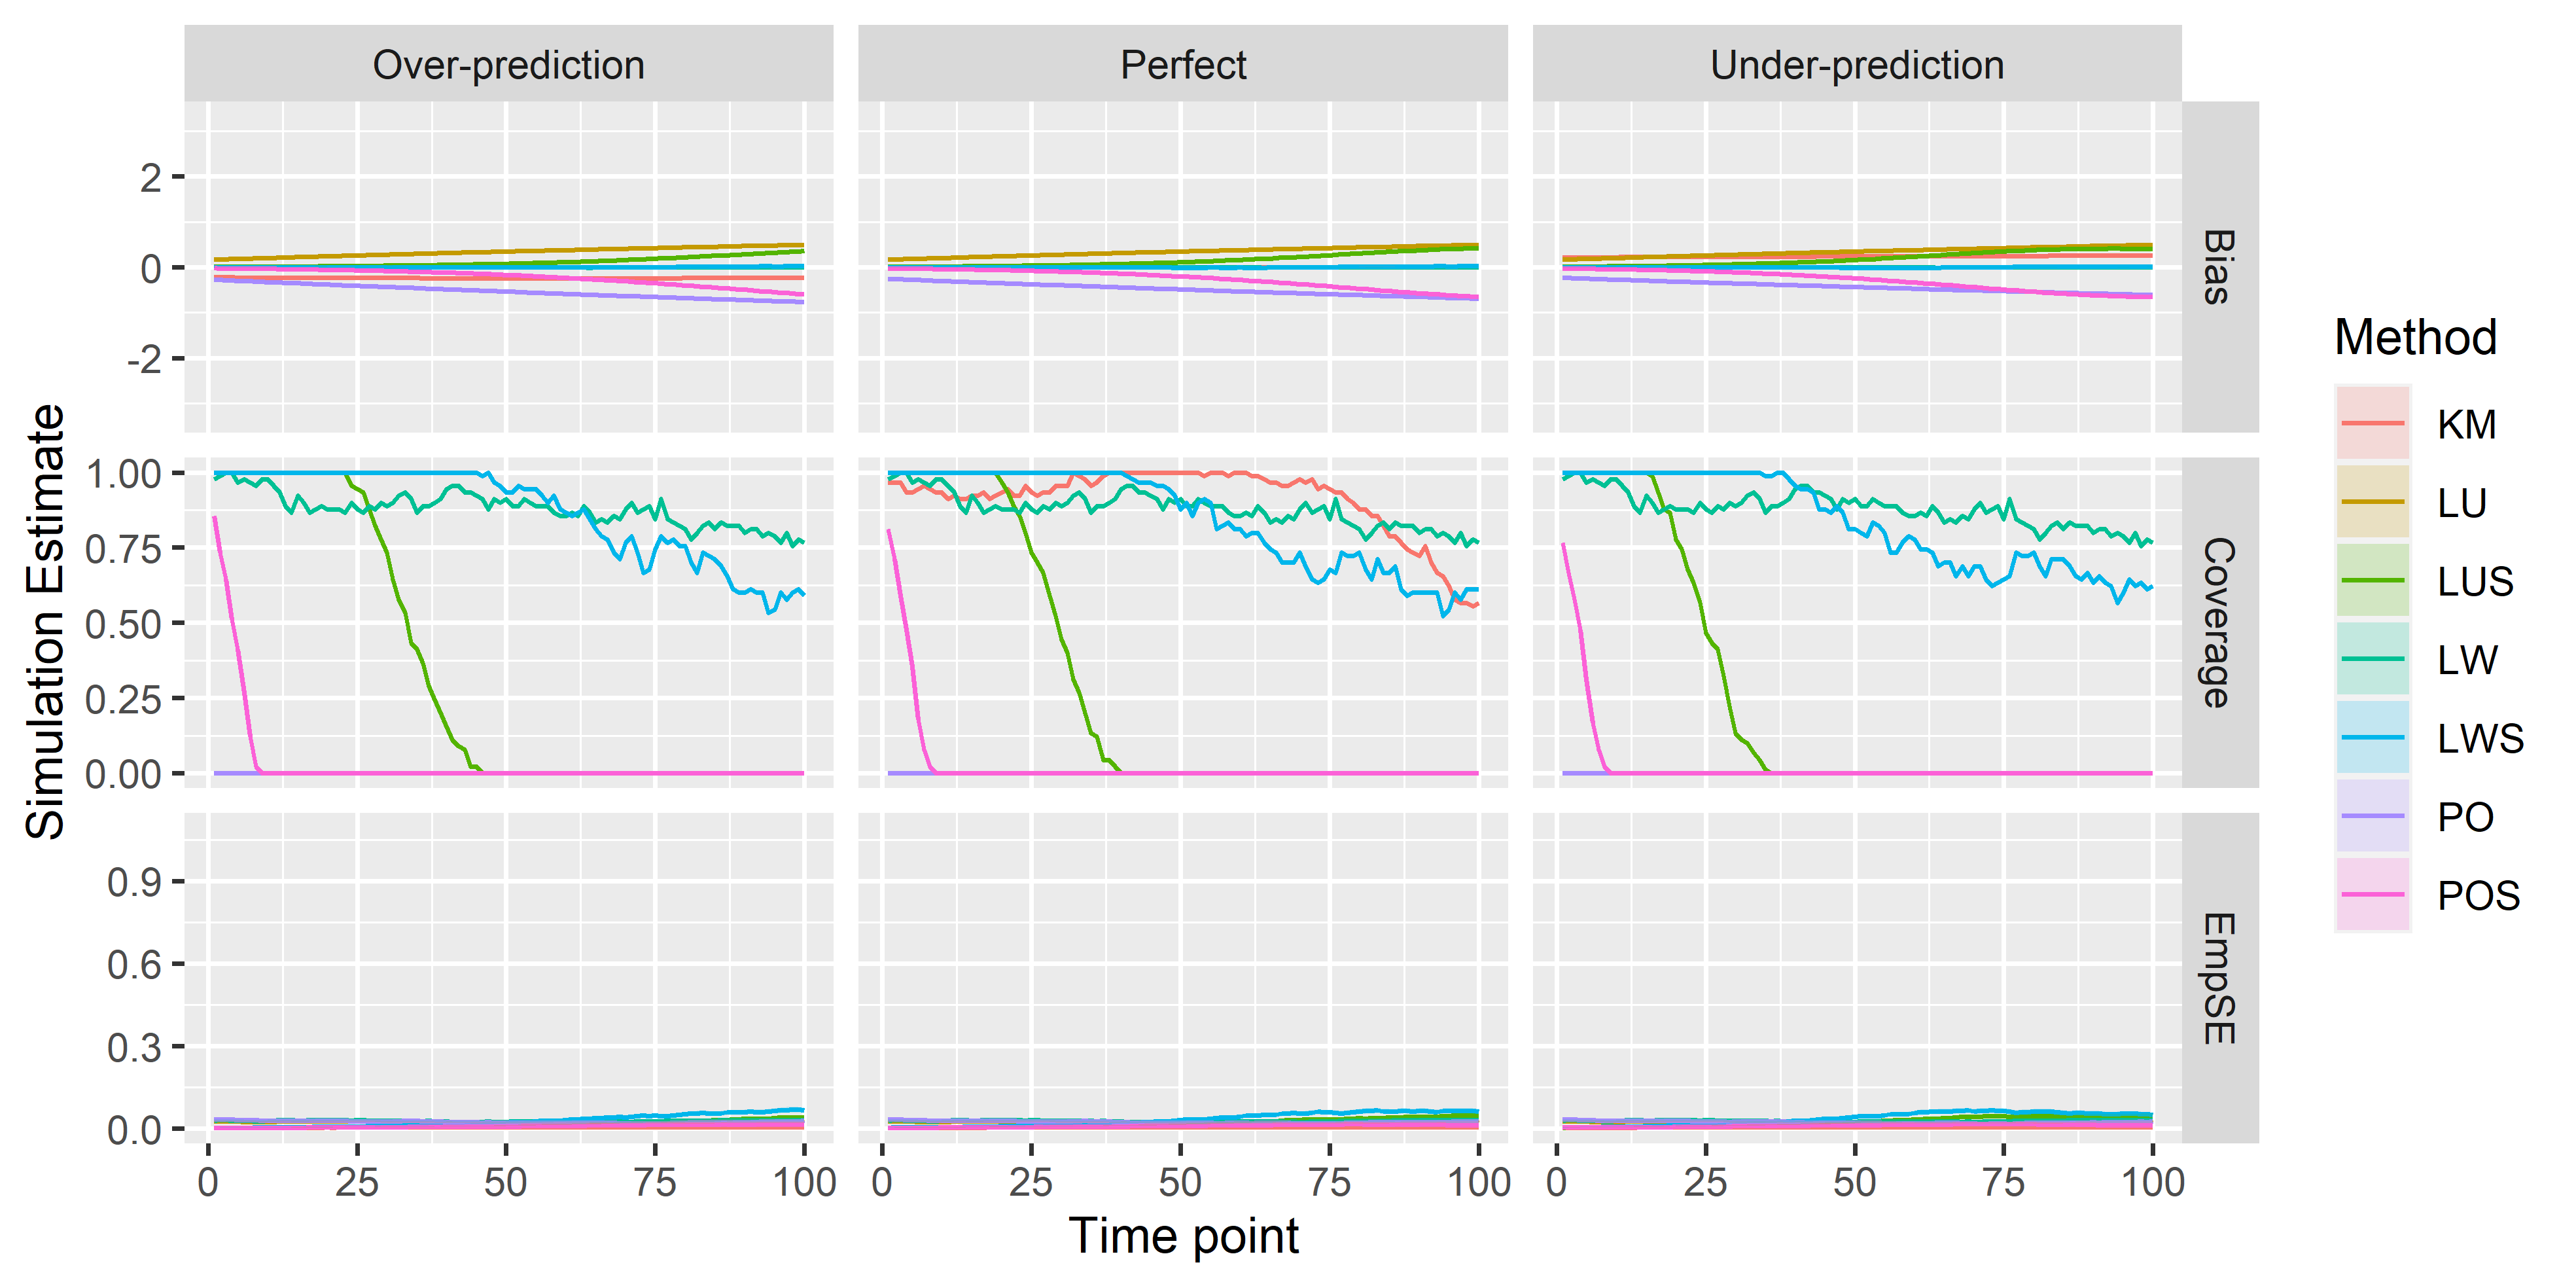 Over-prediction
Perfect
Under-prediction
Simulation Estimate
2
0
-2
Bias
1.00
0.75
0.50
0.25
0.00
Coverage
0.9
0.6
0.3
0.0
EmpSE
0 25 50 75 100
0 25 50 75 100
0 25 50 75 100
Time point
Method
KM
LU
LUS
LW
LWS
PO
POS